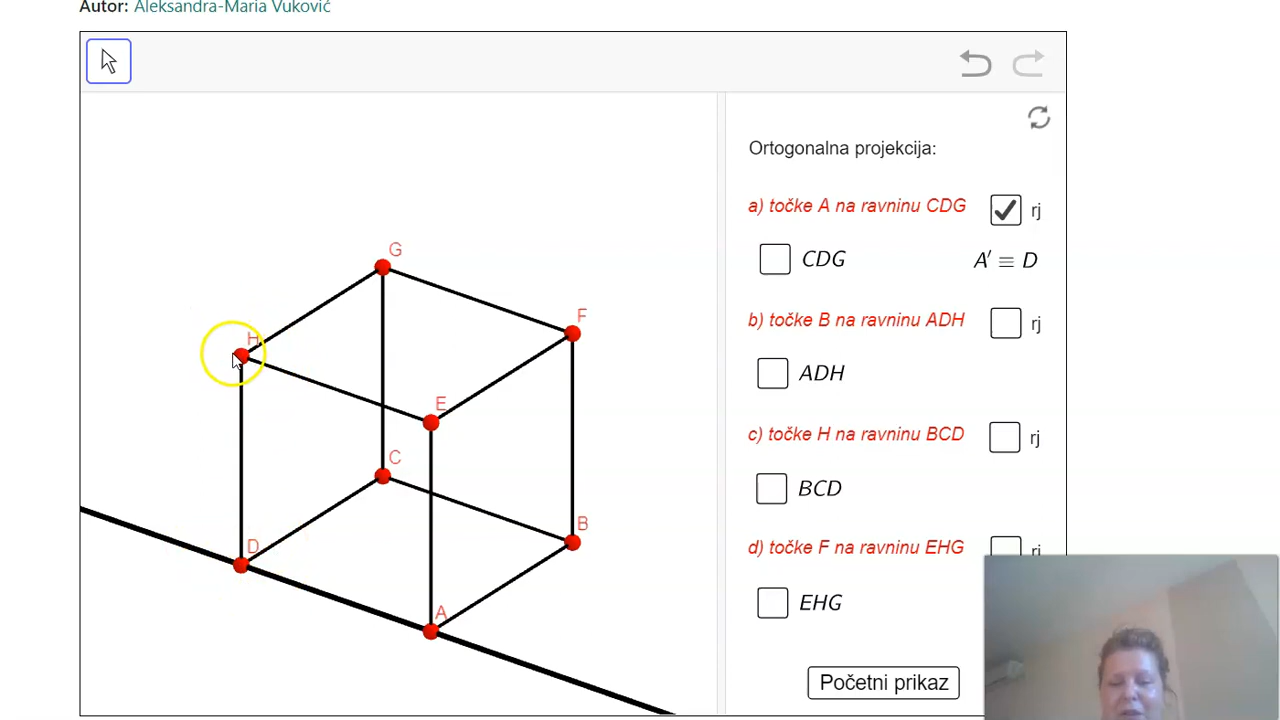 Autor: Aleksandra-Maria Vuković
Ortogonalna projekcija:
a) točke A na ravninu CDG
rj
CDG
A′ ≡ D
b) točke B na ravninu ADH
rj
ADH
c) točke H na ravninu BCD
rj
BCD
d) točke F na ravninu EHG
rj
EHG
Početni prikaz
G
F
H
E
C
B
D
A